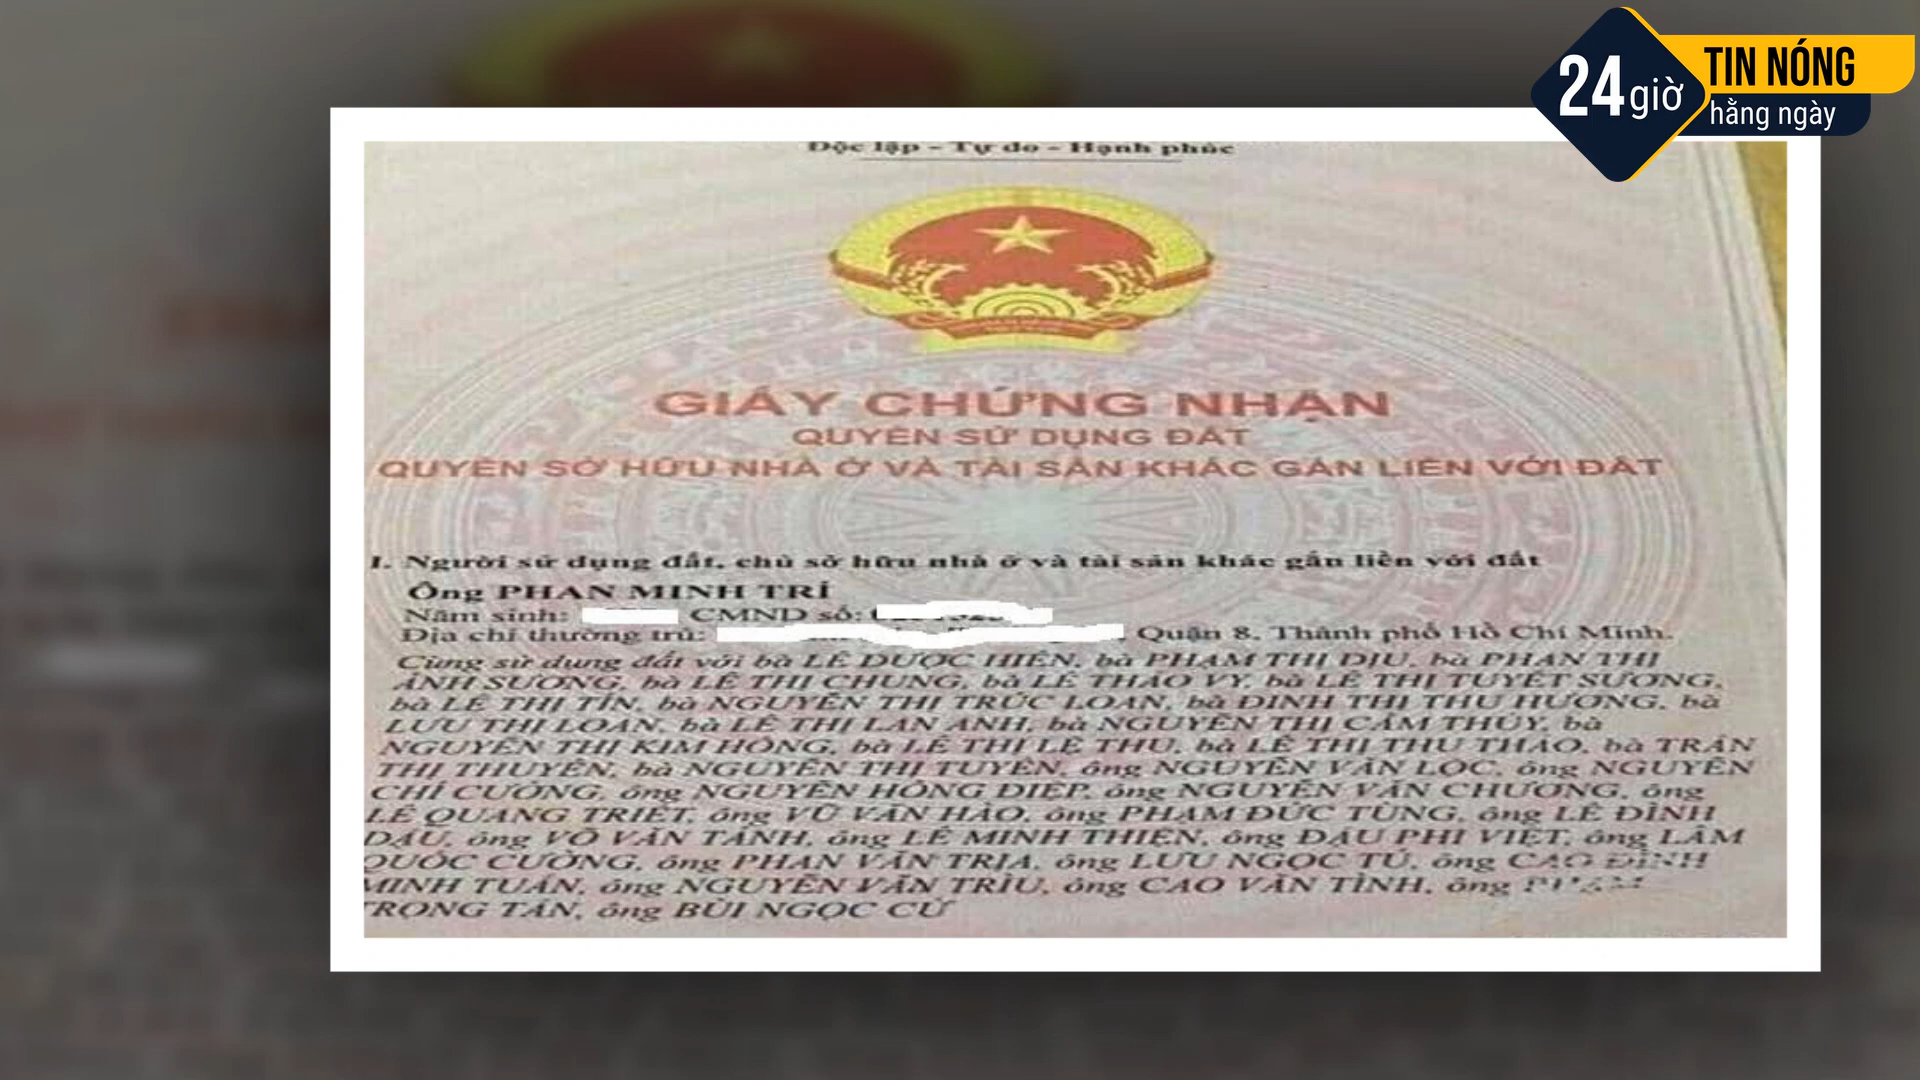 24 giờ
TIN NÓNG
hằng ngày
Độc lập - Tự do - Hạnh phúc
GIẤY CHỨNG NHẬN
QUYỀN SỬ DỤNG ĐẤT
QUYỀN SỞ HỮU NHÀ Ở VÀ TÀI SẢN KHÁC GẮN LIỀN VỚI ĐẤT
I. Người sử dụng đất, chủ sở hữu nhà ở và tài sản khác gắn liền với đất
Ông PHAN MINH TRÍ
Năm sinh: CMND số:
Địa chỉ thường trú: Quận 8, Thành phố Hồ Chí Minh.
Cùng sử dụng đất với bà LÊ DƯỢC HIỀN, bà PHẠM THỊ DỊU, bà PHAN THỊ
ÁNH SƯƠNG, bà LÊ THỊ CHUNG, bà LÊ THẢO VY, bà LÊ THỊ TUYẾT SƯƠNG,
bà LÊ THỊ TÍN, bà NGUYỄN THỊ TRÚC LOAN, bà ĐINH THỊ THU HƯƠNG, bà
LƯU THỊ LOAN, bà LÊ THỊ LAN ANH, bà NGUYỄN THỊ CẨM THÚY, bà
NGUYỄN THỊ KIM HỒNG, bà LÊ THỊ LỆ THU, bà LÊ THỊ THU THẢO, bà TRẦN
THỊ THUYÊN, bà NGUYỄN THỊ TUYẾN, ông NGUYỄN VĂN LỘC, ông NGUYỄN
CHÍ CƯỜNG, ông NGUYỄN HỒNG ĐIỆP, ông NGUYỄN VĂN CHƯƠNG, ông
LÊ QUANG TRIẾT, ông VŨ VĂN HÀO, ông PHẠM ĐỨC TÙNG, ông LÊ ĐÌNH
DẬU, ông VÕ VĂN TÁNH, ông LÊ MINH THIỆN, ông ĐẬU PHI VIỆT, ông LÂM
QUỐC CƯỜNG, ông PHAN VĂN TRỊA, ông LƯU NGỌC TÚ, ông CAO ĐÌNH
MINH TUẤN, ông NGUYỄN VĂN TRÌU, ông CAO VĂN TỈNH, ông PHẠM
TRỌNG TẤN, ông BÙI NGỌC CỪ